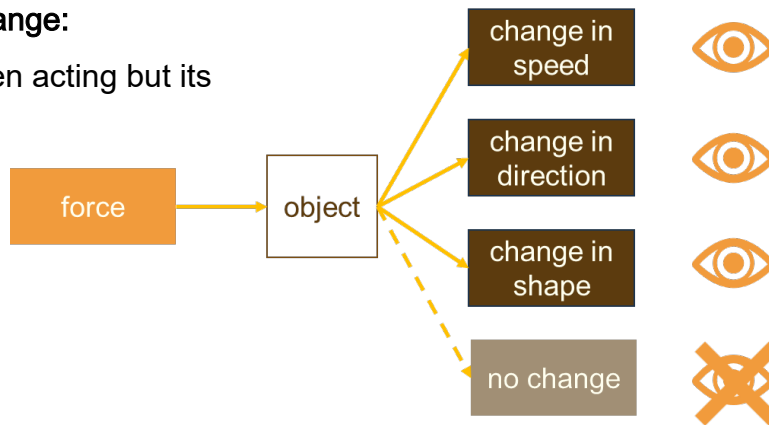 ange:
en acting but its
force
object
change in
speed
change in
direction
change in
shape
no change